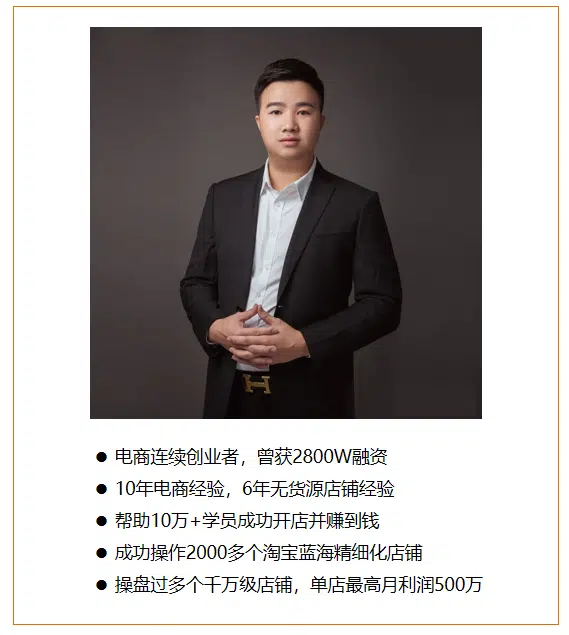 电商连续创业者，曾获2800W融资
10年电商经验，6年无货源店铺经验
帮助10万+学员成功开店并赚到钱
成功操作2000多个淘宝蓝海精细化店铺
操盘过多个千万级店铺，单店最高月利润500万